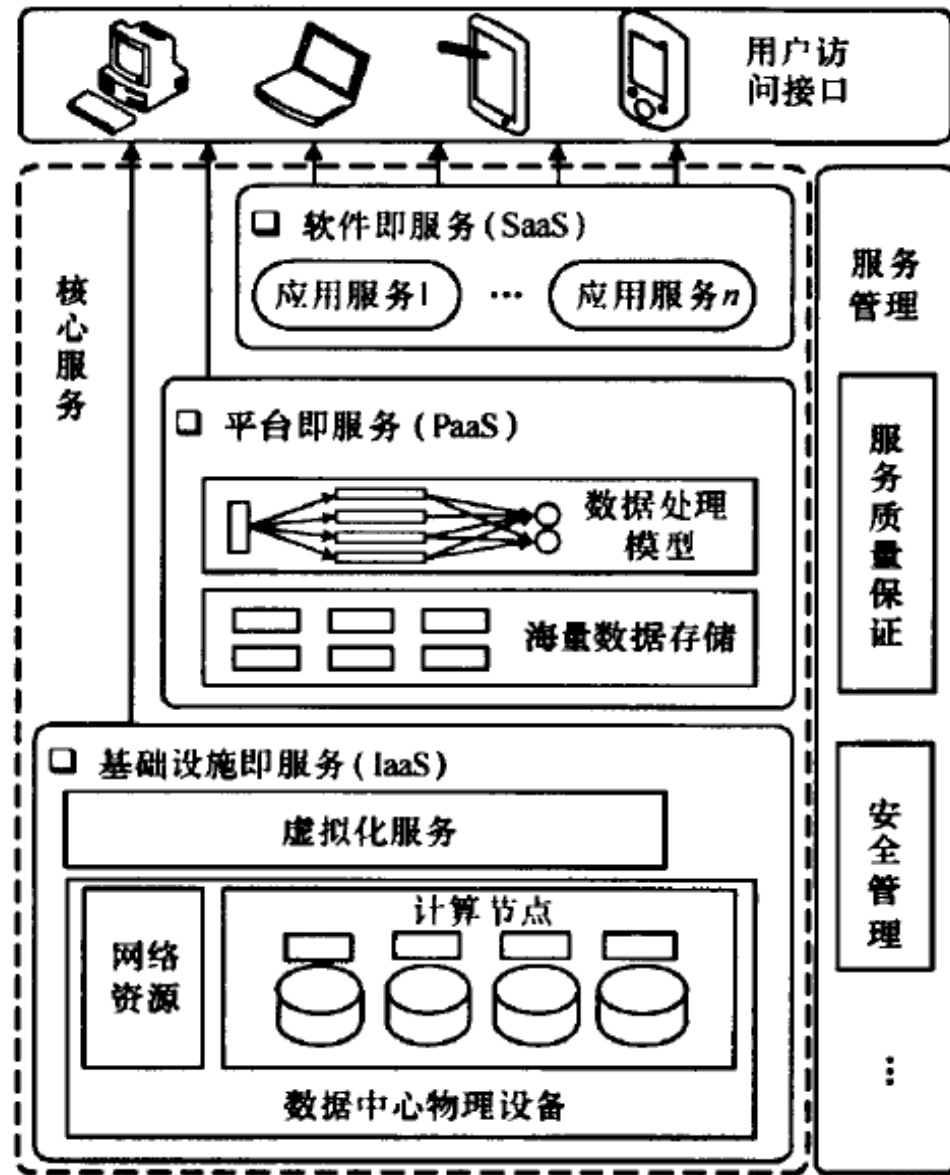 用户访
问接口
核心服务
❏ 软件即服务(SaaS)
应用服务1 … 应用服务n
❏ 平台即服务(PaaS)
数据处理
模型
海量数据存储
❏ 基础设施即服务(IaaS)
虚拟化服务
网络
资源
计算节点
数据中心物理设备
服务
管理
服务质量保证
安全管理
⋮